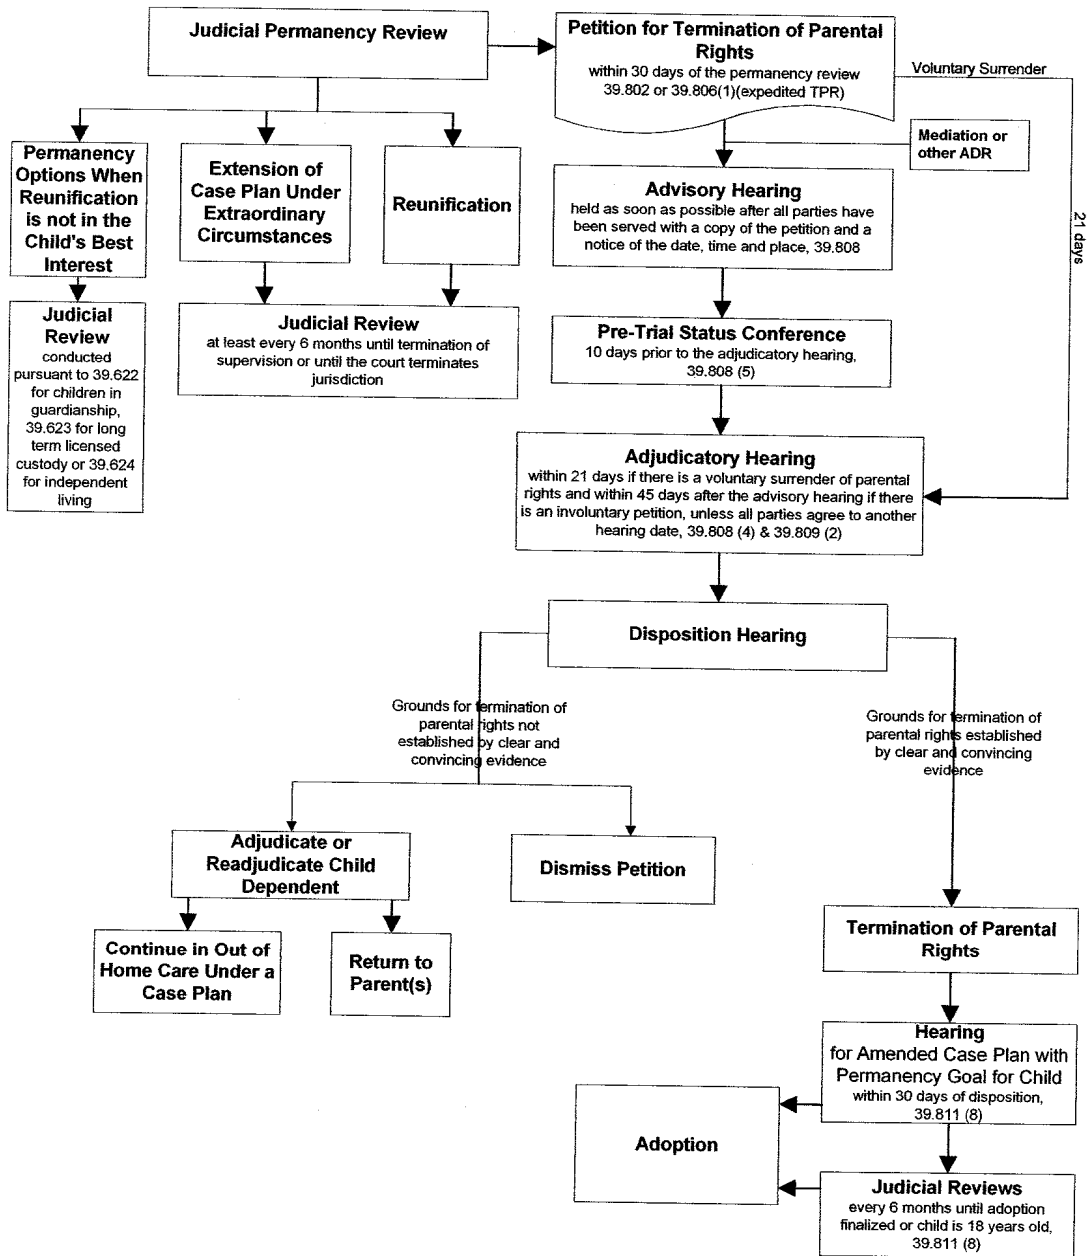 Judicial Permanency Review
Petition for Termination of Parental
Rights
within 30 days of the permanency review
39.802 or 39.806(1)(expedited TPR)
Voluntary Surrender
Mediation or
other ADR
21 days
Permanency
Options When
Reunification
is not in the
Child's Best
Interest
Extension of
Case Plan Under
Extraordinary
Circumstances
Reunification
Advisory Hearing
held as soon as possible after all parties have
been served with a copy of the petition and a
notice of the date, time and place, 39.808
Judicial
Review
conducted
pursuant to 39.622
for children in
guardianship,
39.623 for long
term licensed
custody or 39.624
for independent
living
Judicial Review
at least every 6 months until termination of
supervision or until the court terminates
jurisdiction
Pre-Trial Status Conference
10 days prior to the adjudicatory hearing,
39.808 (5)
Adjudicatory Hearing
within 21 days if there is a voluntary surrender of parental
rights and within 45 days after the advisory hearing if there
is an involuntary petition, unless all parties agree to another
hearing date, 39.808 (4) & 39.809 (2)
Disposition Hearing
Grounds for termination of
parental rights not
established by clear and
convincing evidence
Grounds for termination of
parental rights established
by clear and convincing
evidence
Adjudicate or
Readjudicate Child
Dependent
Dismiss Petition
Continue in Out of
Home Care Under a
Case Plan
Return to
Parent(s)
Termination of Parental
Rights
Hearing
for Amended Case Plan with
Permanency Goal for Child
within 30 days of disposition,
39.811 (8)
Adoption
Judicial Reviews
every 6 months until adoption
finalized or child is 18 years old,
39.811 (8)